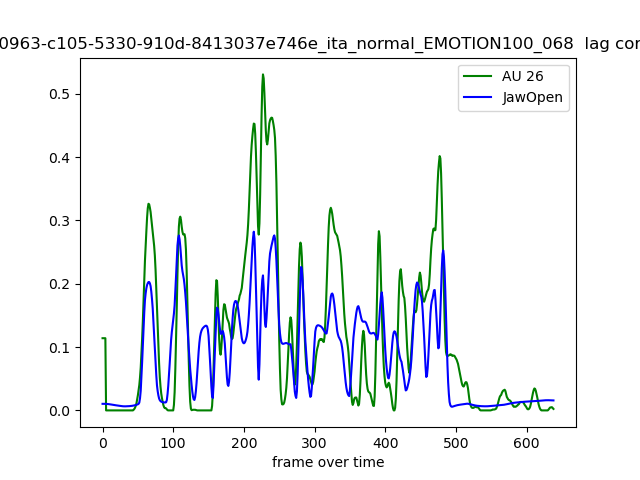 0963-c105-5330-910d-8413037e746e_ita_normal_EMOTION100_068 lag cor
AU 26
JawOpen
0.5
0.4
0.3
0.2
0.1
0.0
0 100 200 300 400 500 600
frame over time